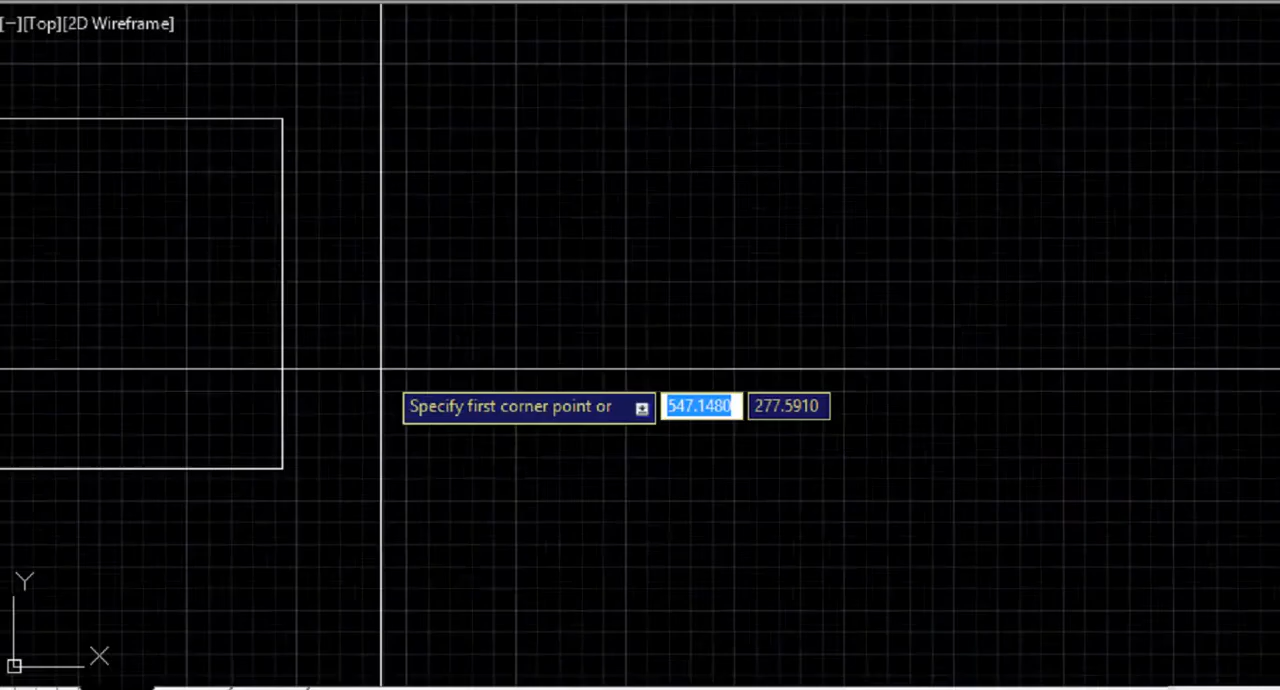 [−][Top][2D Wireframe]
Specify first corner point or 547.1480 277.5910
Y
X